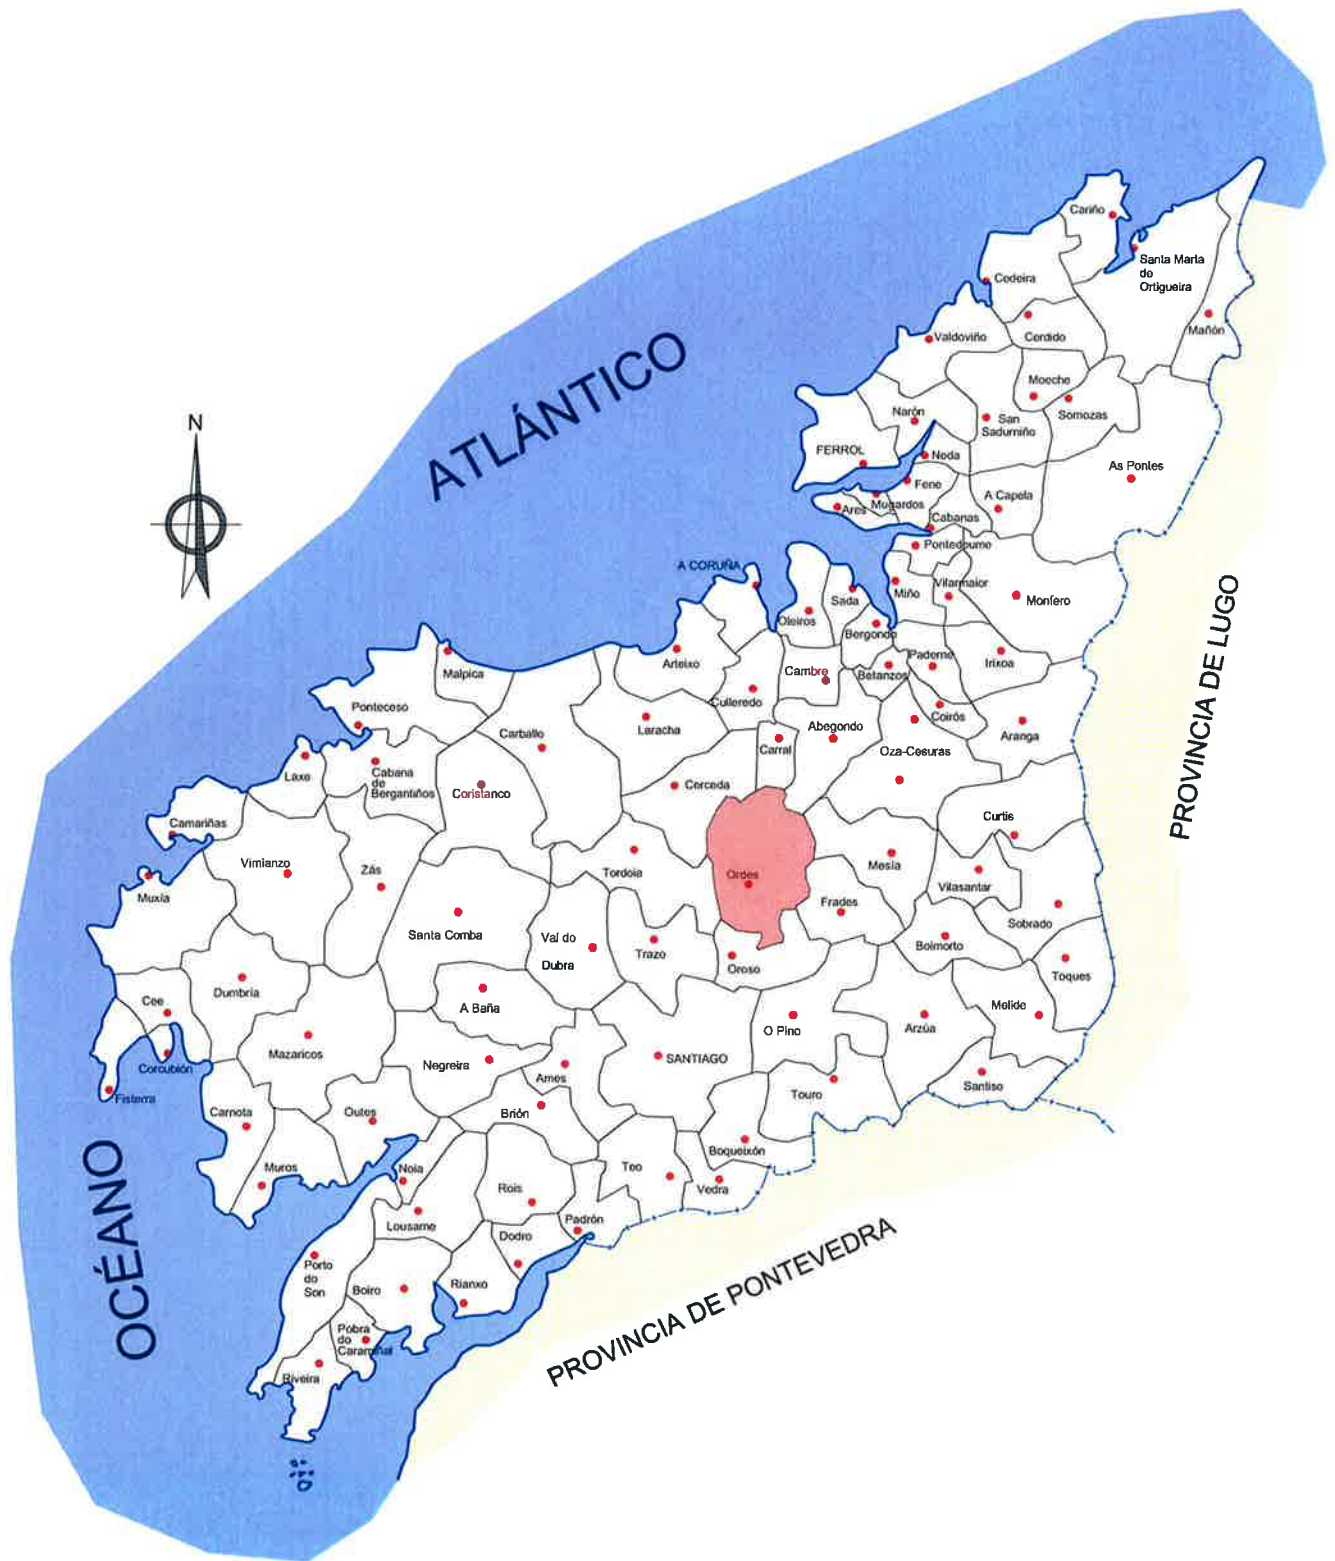 Cariño
Santa Marta
de
Ortigueira
Cedeira
Mañón
Cerdido
Valdoviño
ATLÁNTICO
Moeche
Somozas
Narón
San
Sadurniño
N
FERROL
Neda
As Pontes
Fene
A Capela
Mugardos
Ares
Cabanas
Pontedeume
A CORUÑA
Vilarmaior
Miño
Monfero
Sada
Oleiros
Bergondo
PROVINCIA DE LUGO
Paderne
Irixoa
Arteixo
Cambre
Betanzos
Malpica
Culleredo
Ponteceso
Coirós
Abegondo
Laracha
Carballo
Aranga
Carral
Oza-Cesuras
Laxe
Cabana
de
Bergantiños
Cerceda
Coristanco
Curtis
Camariñas
Vimianzo
Zás
Mesía
Tordoia
Ordes
Vilasantar
Muxía
Frades
Sobrado
Santa Comba
Val do
Dubra
Boimorto
Trazo
Oroso
Toques
Dumbría
Cee
A Baña
Melide
O Pino
Arzúa
Mazaricos
SANTIAGO
Negreira
Corcubión
Ames
Santiso
Fisterra
Touro
Carnota
Outes
Brión
Boqueixón
Muros
Noia
Teo
Rois
Vedra
OCÉANO
Lousame
Padrón
Dodro
PROVINCIA DE PONTEVEDRA
Porto
do
Son
Boiro
Rianxo
Pobra
do
Caramiñal
Riveira